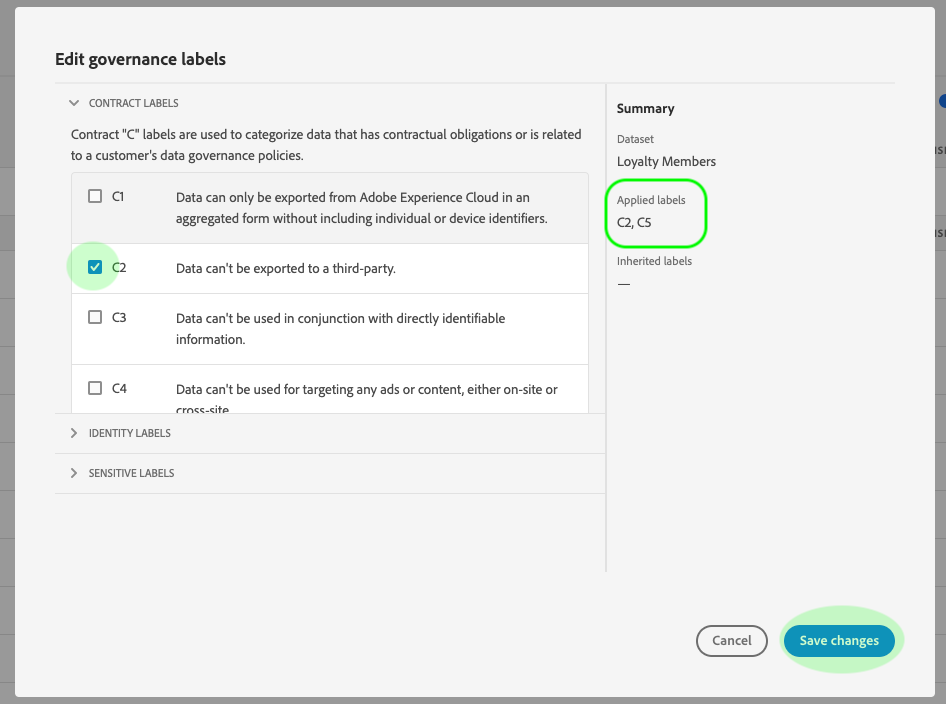 Edit governance labels
CONTRACT LABELS
Contract "C" labels are used to categorize data that has contractual obligations or is related
to a customer's data governance policies.
C1 Data can only be exported from Adobe Experience Cloud in an
aggregated form without including individual or device identifiers.
C2 Data can't be exported to a third-party.
C3 Data can't be used in conjunction with directly identifiable
information.
C4 Data can't be used for targeting any ads or content, either on-site or
cross-site.
IDENTITY LABELS
SENSITIVE LABELS
Summary
Dataset
Loyalty Members
Applied labels
C2, C5
Inherited labels
—
Cancel
Save changes